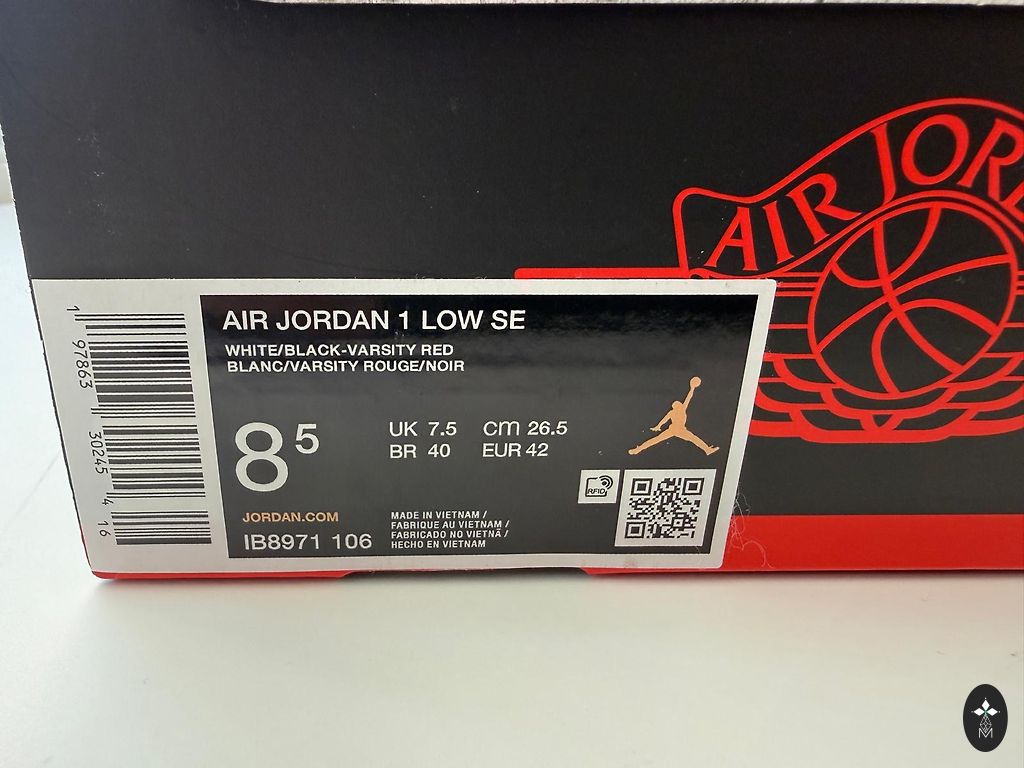 AIR JORDAN 1 LOW SE
WHITE/BLACK-VARSITY RED
BLANC/VARSITY ROUGE/NOIR
8 5
UK 7.5 CM 26.5
BR 40 EUR 42
RFID
JORDAN.COM
IB8971 106
MADE IN VIETNAM /
FABRIQUE AU VIETNAM /
FABRICADO NO VIETNÃ /
HECHO EN VIETNAM
1 97863 30245 4 16
AIR JOR
M